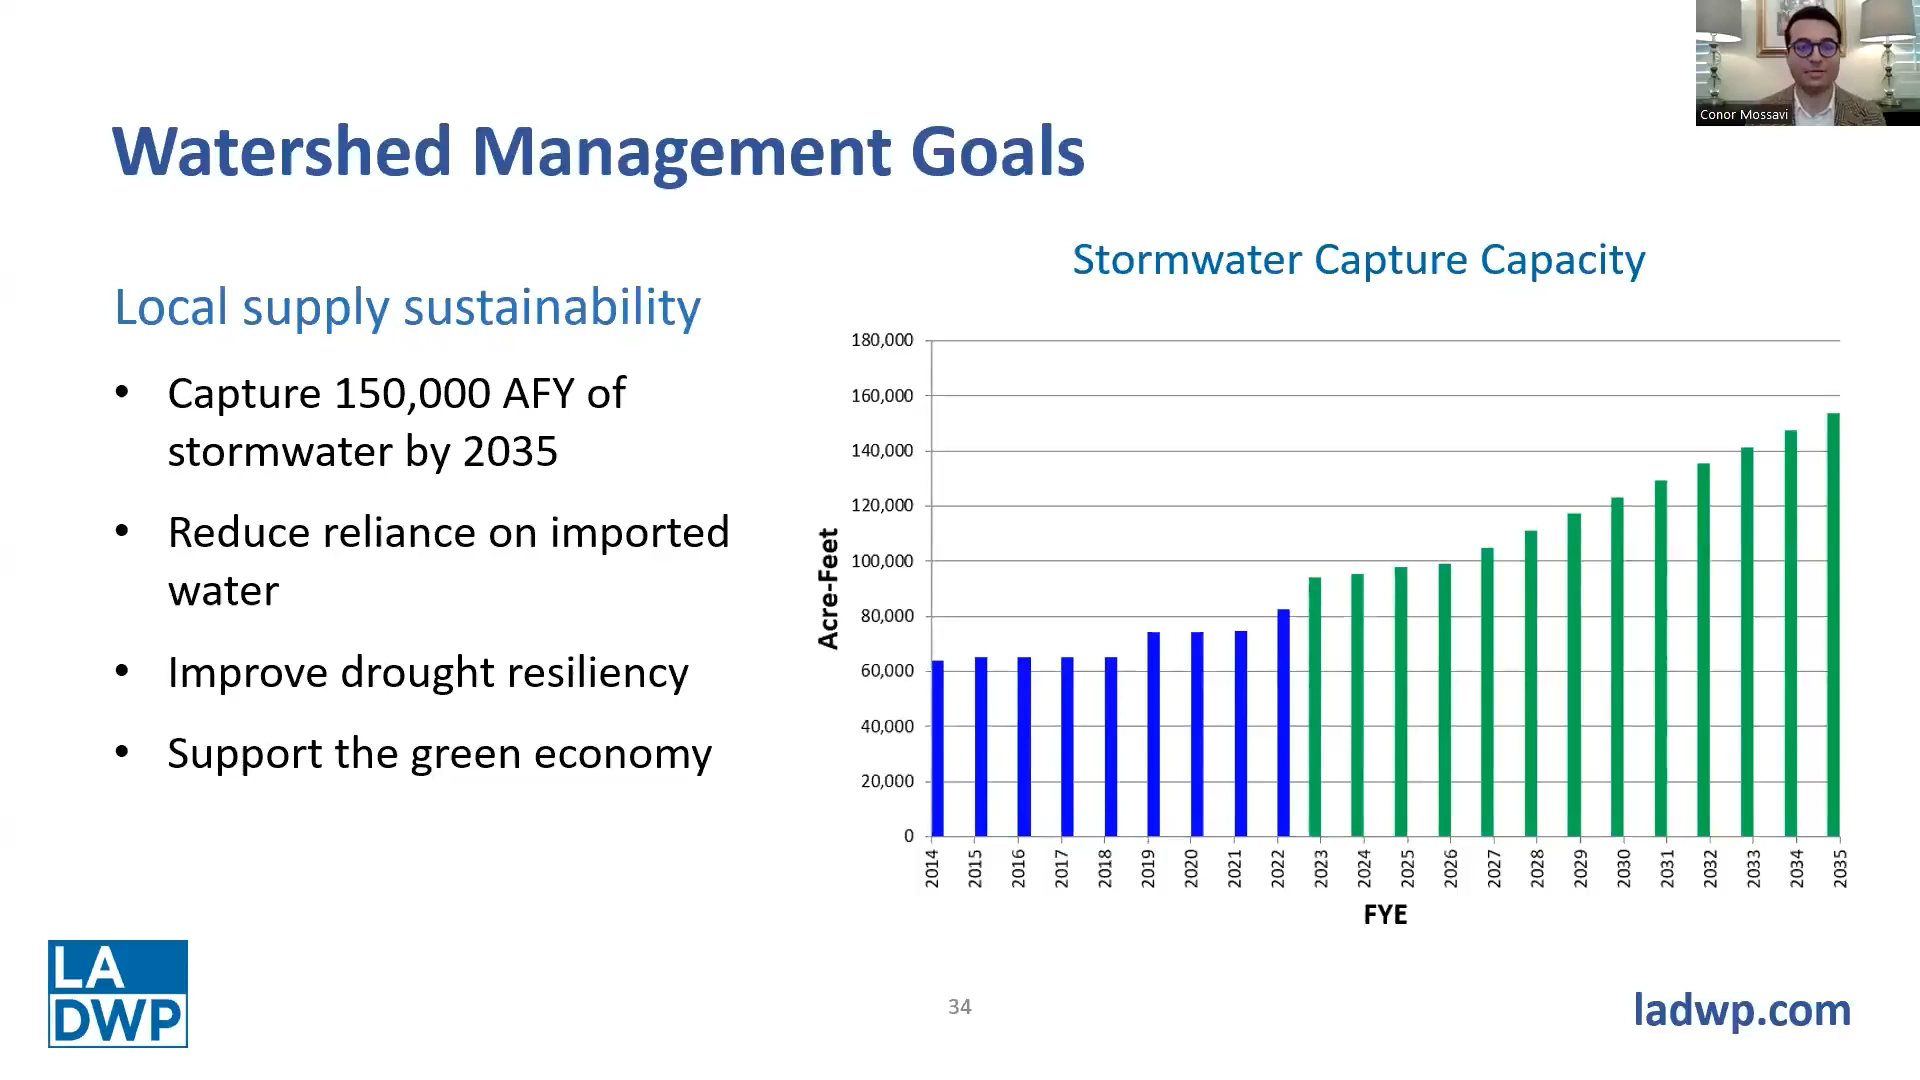 Conor Mossavi
Watershed Management Goals
Local supply sustainability
• Capture 150,000 AFY of
stormwater by 2035
• Reduce reliance on imported
water
• Improve drought resiliency
• Support the green economy
Stormwater Capture Capacity
Acre-Feet
180,000
160,000
140,000
120,000
100,000
80,000
60,000
40,000
20,000
0
2014
2015
2016
2017
2018
2019
2020
2021
2022
2023
2024
2025
2026
2027
2028
2029
2030
2031
2032
2033
2034
2035
FYE
LA
DWP
34
ladwp.com